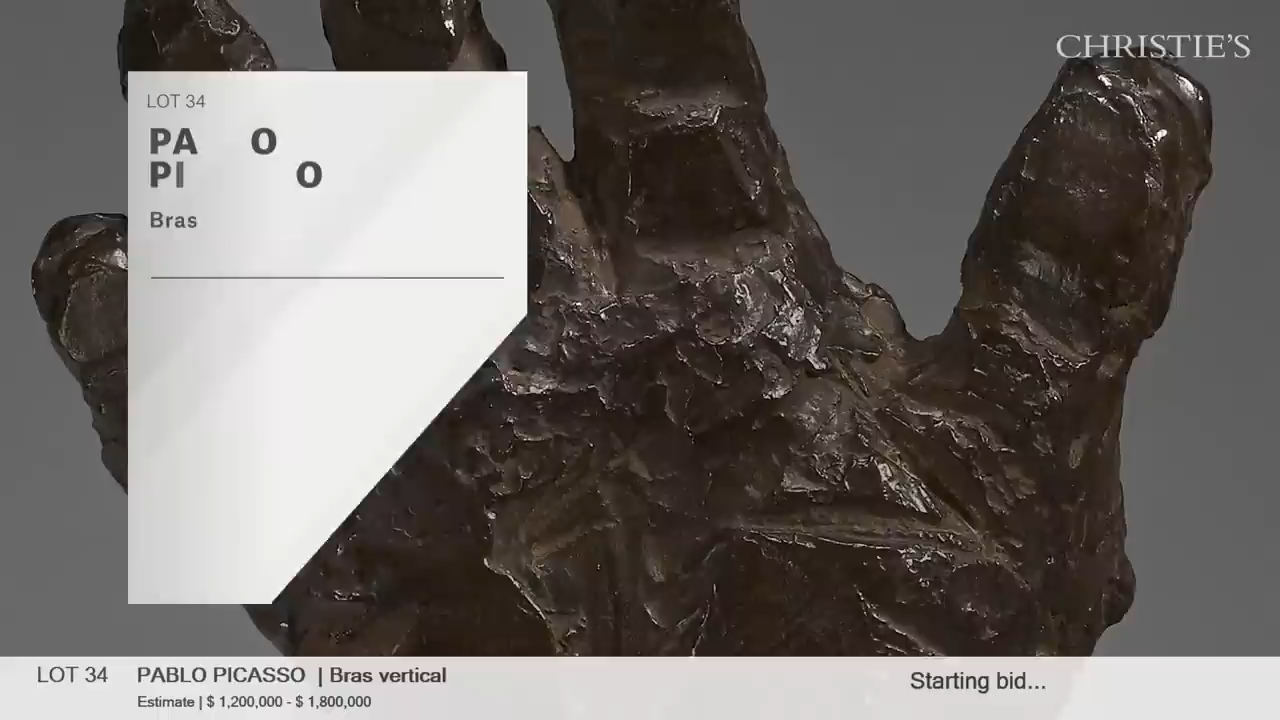 CHRISTIE'S
LOT 34
PA O
PI O
Bras
LOT 34 PABLO PICASSO | Bras vertical
Estimate | $ 1,200,000 - $ 1,800,000
Starting bid...